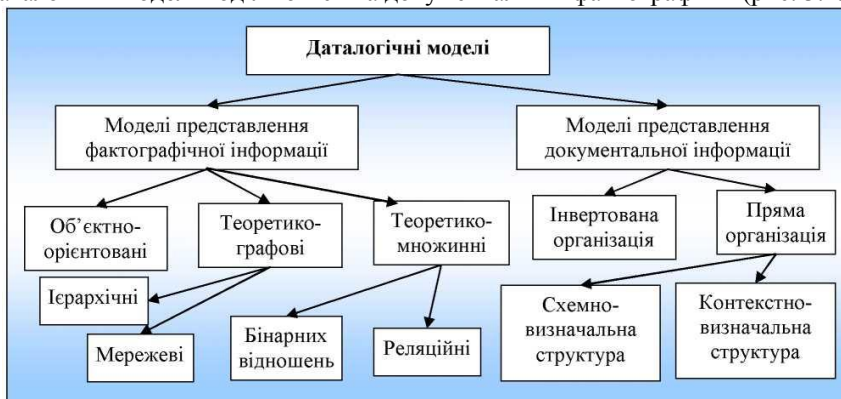 Даталогічні моделі
Моделі представлення
фактографічної інформації
Моделі представлення
документальної інформації
Об’єктно-
орієнтовані
Теоретико-
графові
Теоретико-
множинні
Інвертована
організація
Пряма
організація
Ієрархічні
Мережеві
Бінарних
відношень
Реляційні
Схемно-
визначальна
структура
Контекстно-
визначальна
структура